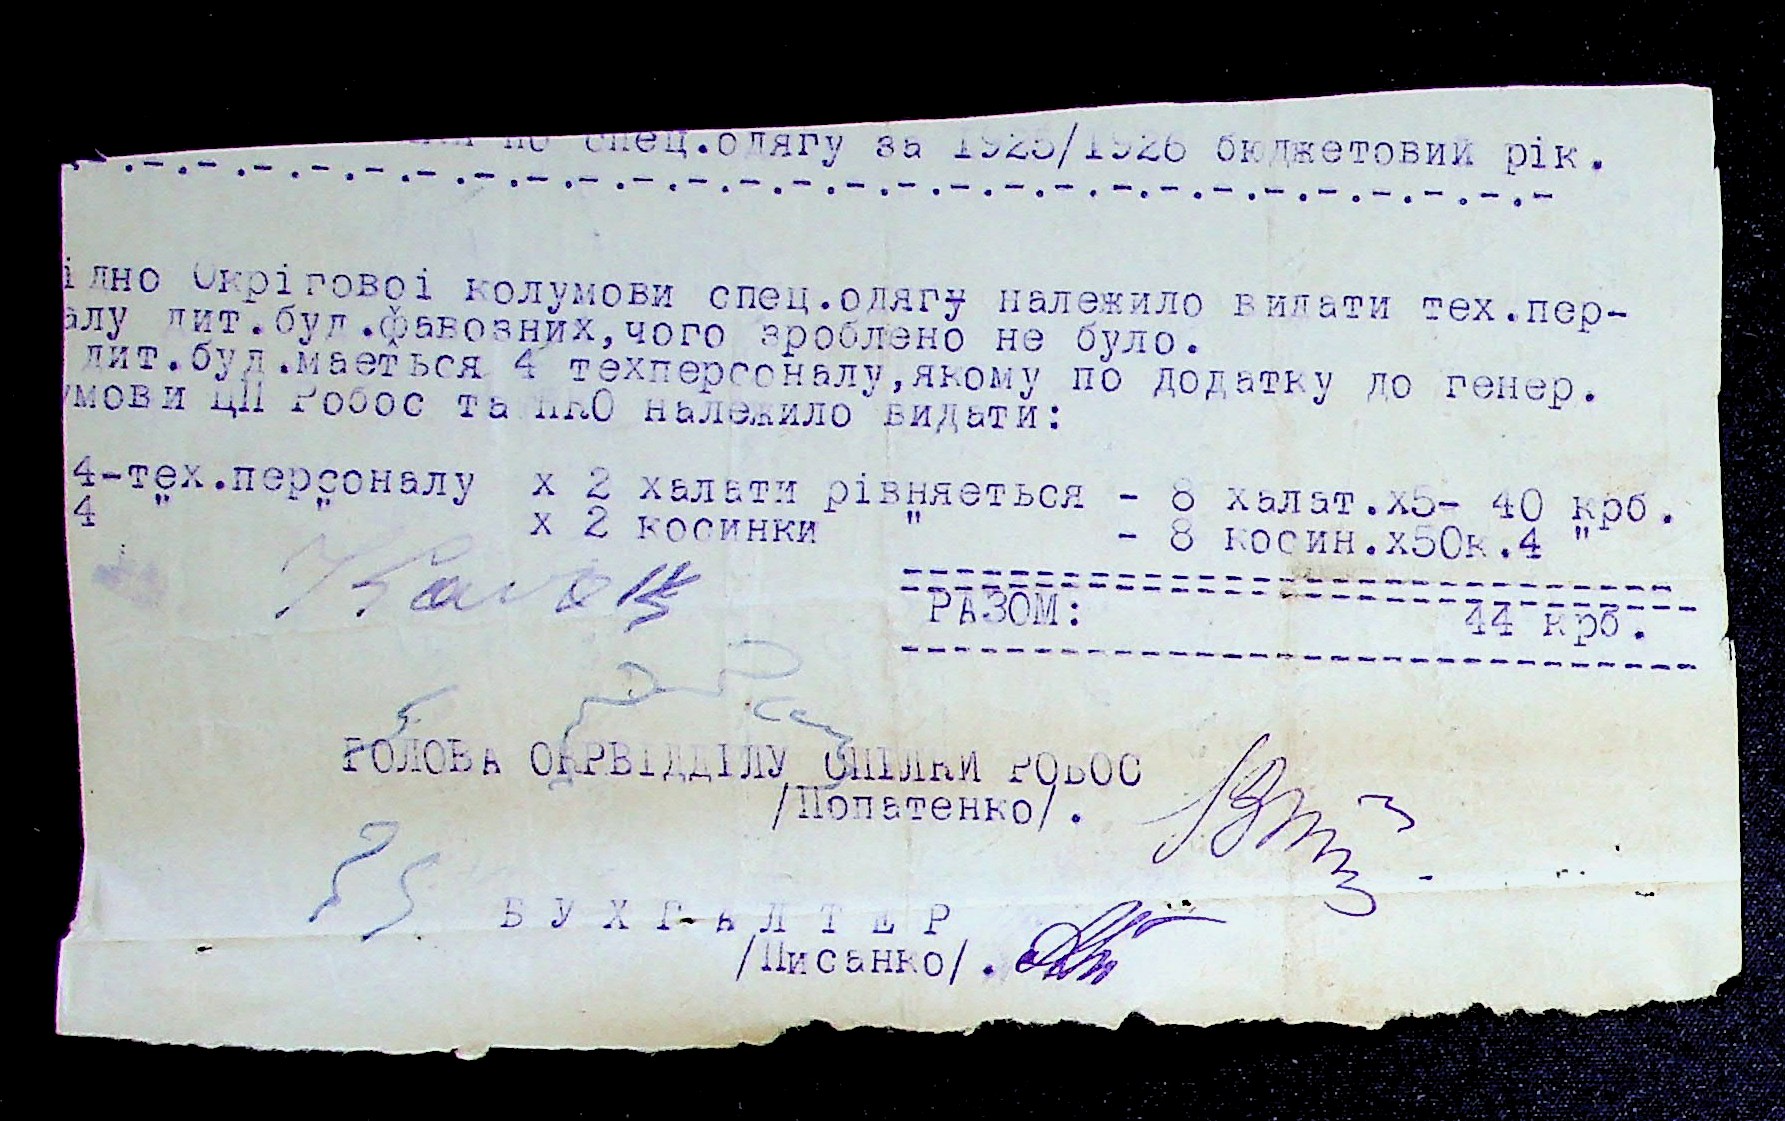 по спец.одягу за 1925/1926 бюджетовий рік.
ідно Окрігової колумови спец.одягу належило видати тех.пер-
алу дит.буд.фавозних,чого зроблено не було.
дит.буд.мається 4 техперсоналу,якому по додатку до генер.
умови ЦП Робос та НКО належило видати:
4-тех.персоналу х 2 халати рівняеться - 8 халат.х5- 40 крб.
4 " " х 2 косинки " - 8 косин.х50к.4 "
РАЗОМ: 44 крб.
ГОЛОВА ОКРВІДДІЛУ СПІЛКИ РОБОС
/Попатенко/.
БУХГАЛТЕР
/Писанко/.